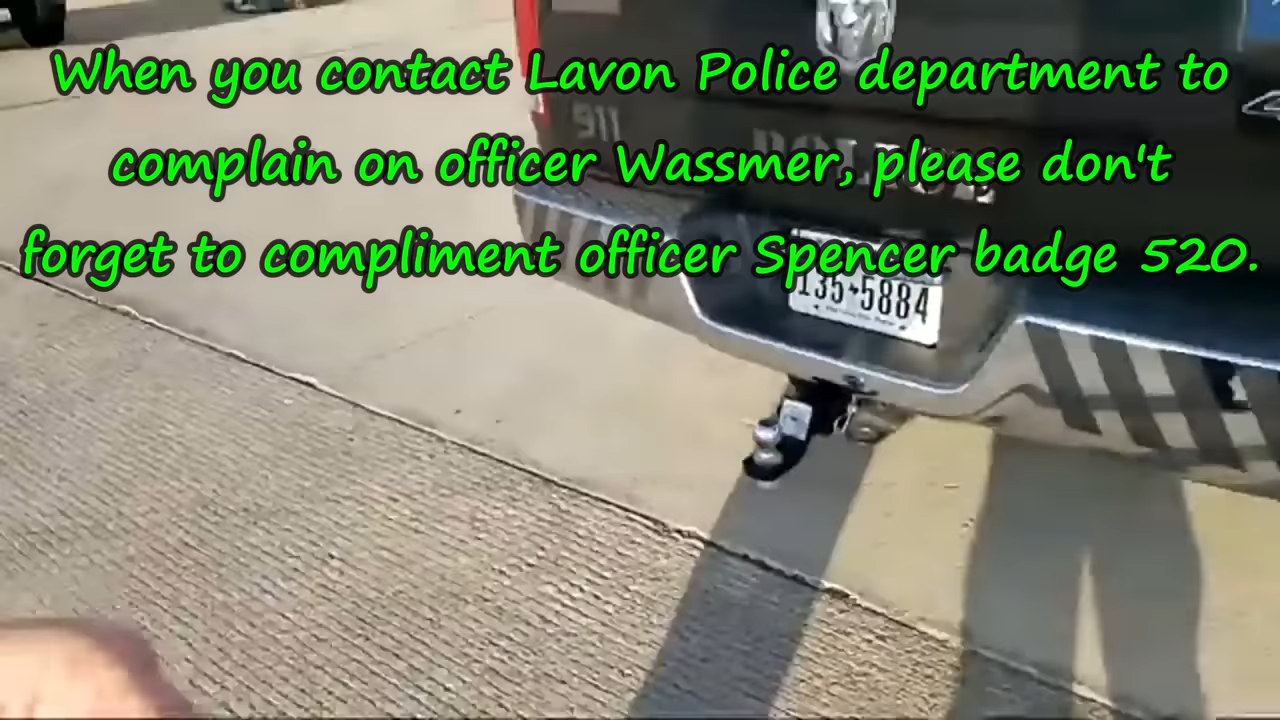 When you contact Lavon Police department to
complain on officer Wassmer, please don't
forget to compliment officer Spencer badge 520.
911
POLICE
135 5884